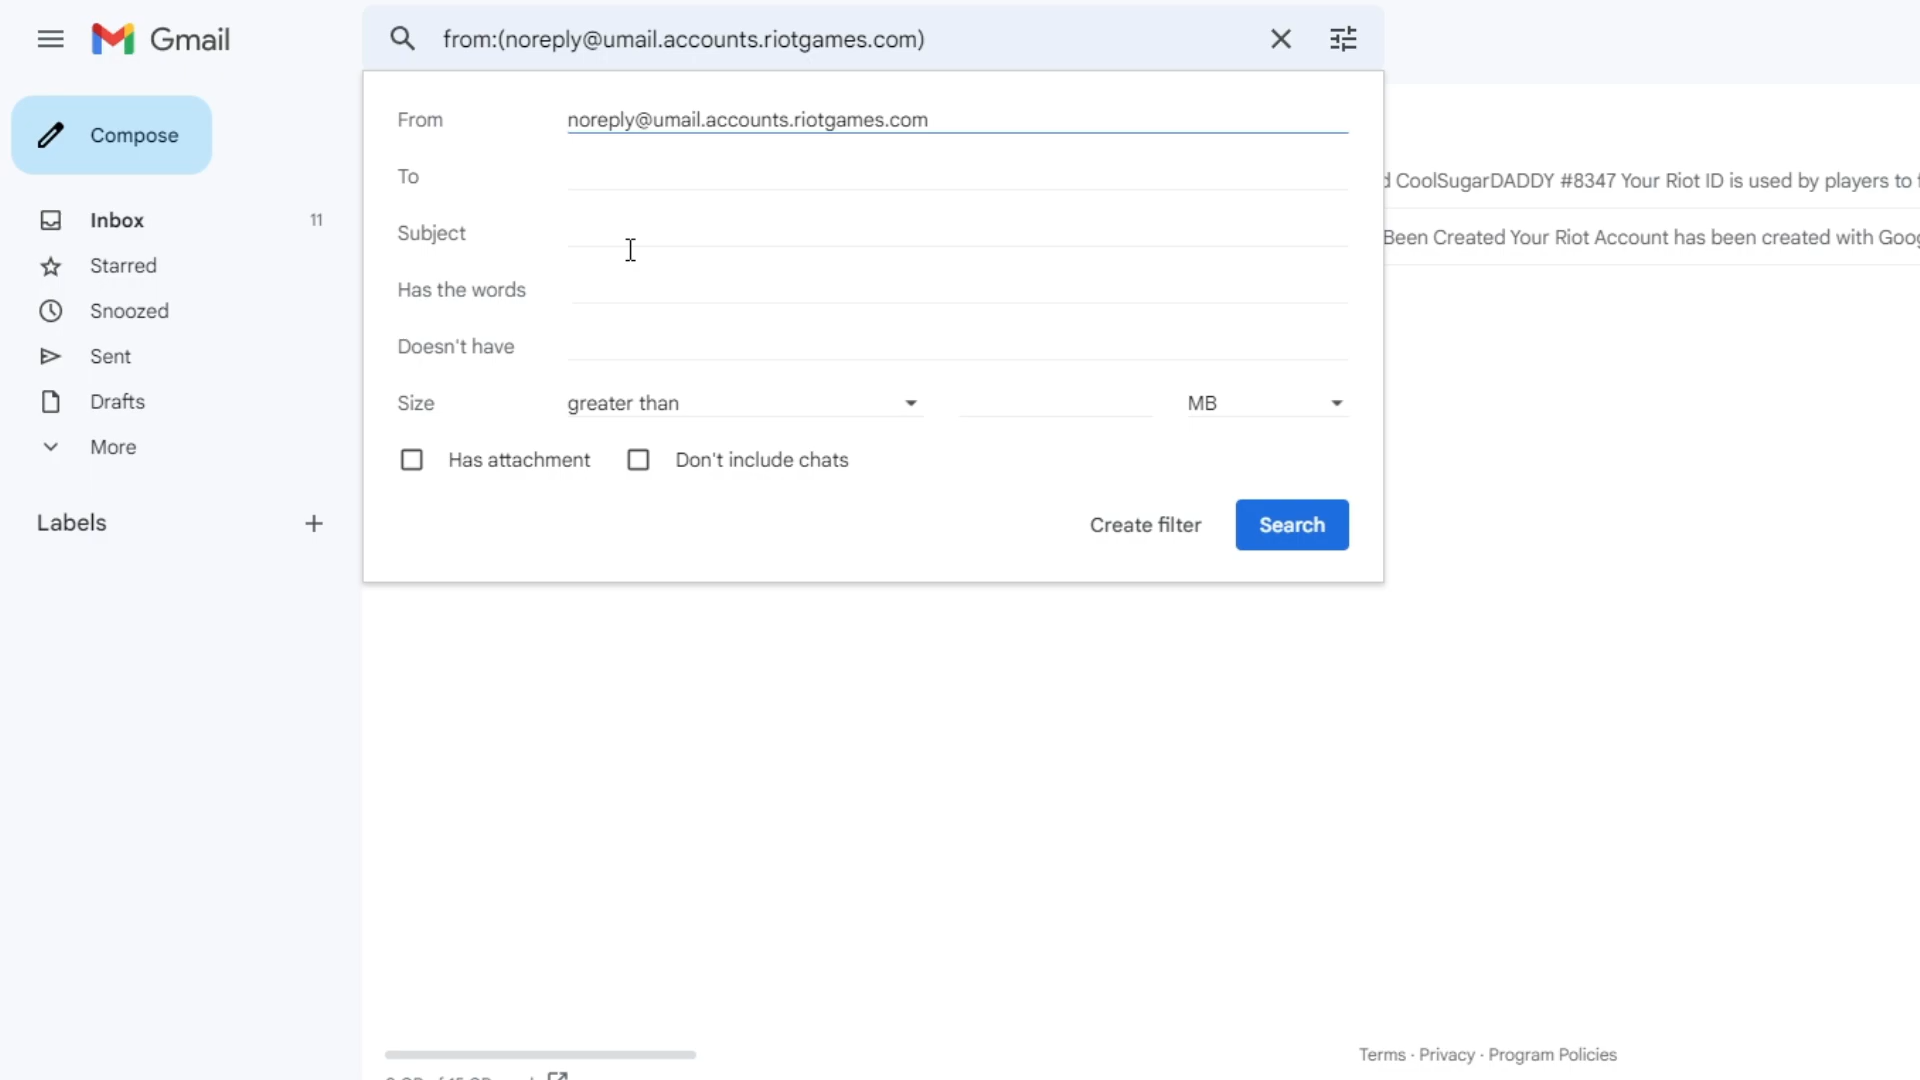 Gmail
from:(noreply@umail.accounts.riotgames.com)
Compose
Inbox 11
Starred
Snoozed
Sent
Drafts
More
Labels
From noreply@umail.accounts.riotgames.com
To
Subject
Has the words
Doesn't have
Size greater than MB
Has attachment Don't include chats
Create filter Search
CoolSugarDADDY #8347 Your Riot ID is used by players to
Been Created Your Riot Account has been created with
Terms · Privacy · Program Policies